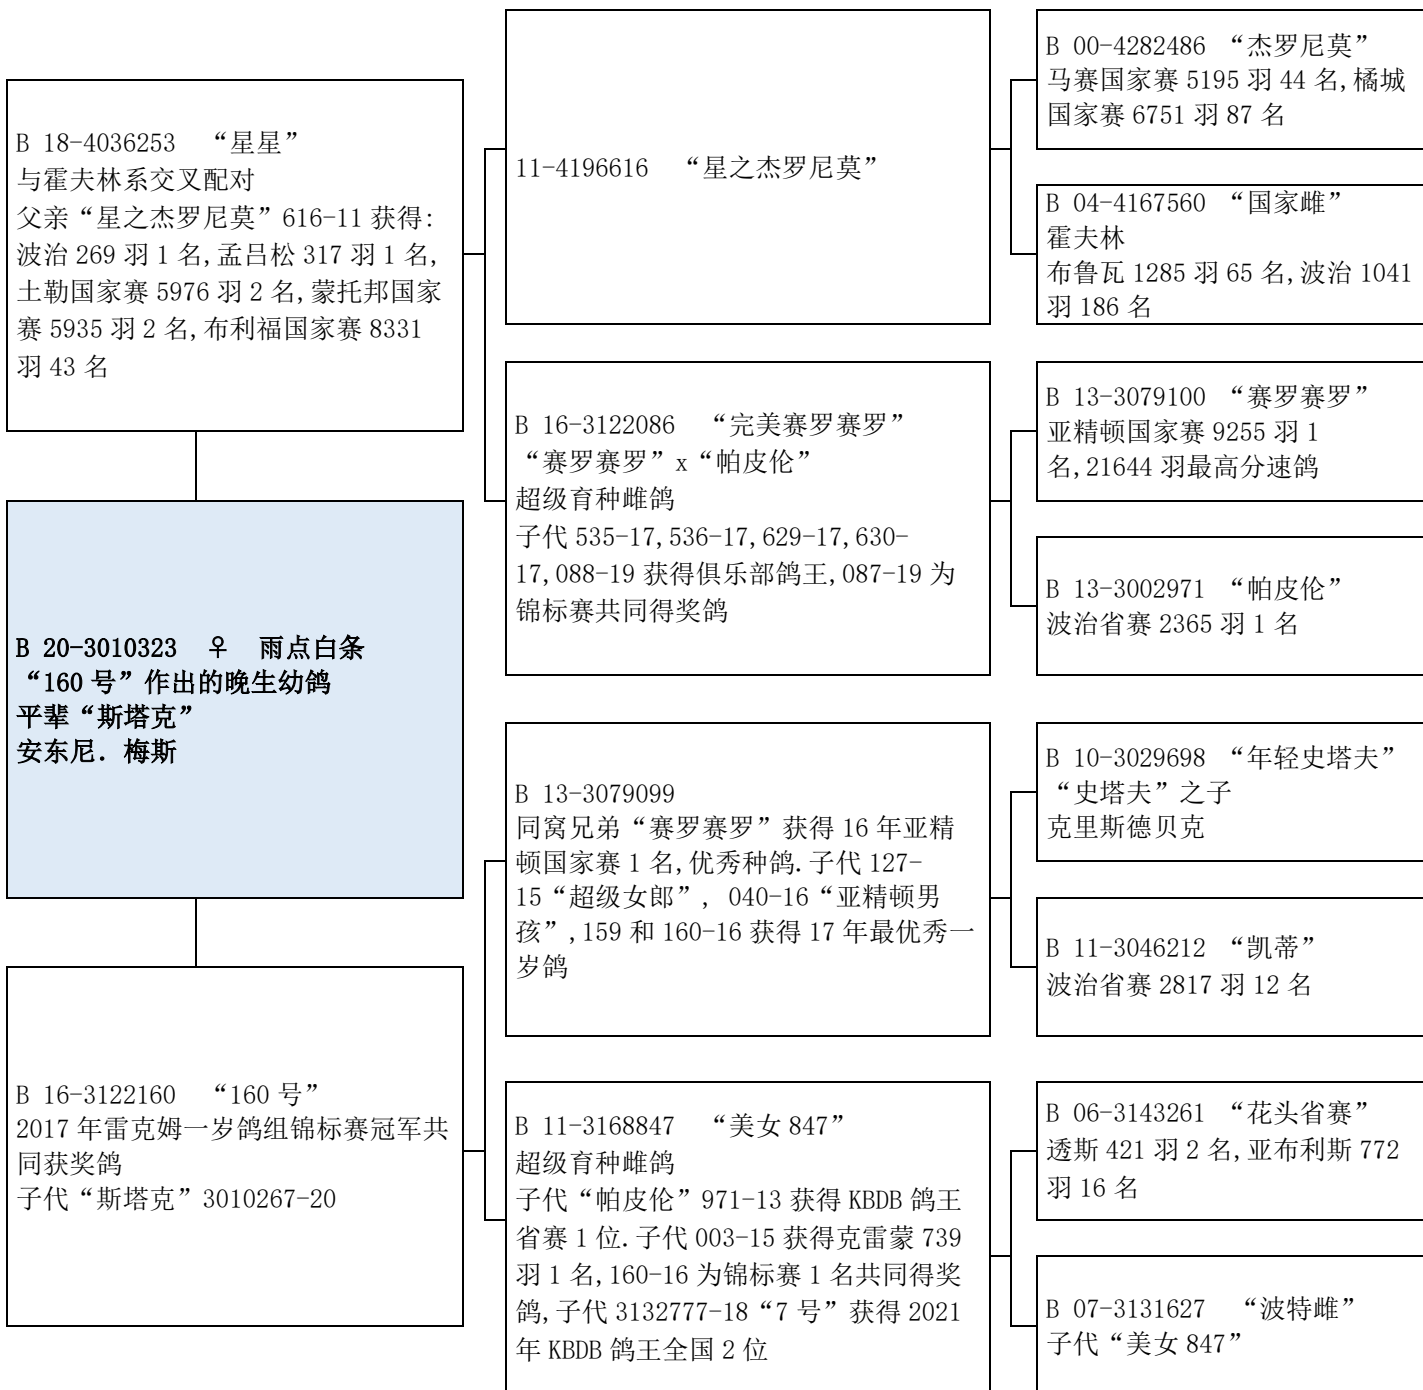 B 18-4036253 “星星”
与霍夫林系交叉配对
父亲“星之杰罗尼莫”616-11 获得:
波治 269 羽 1 名,孟吕松 317 羽 1 名,
土勒国家赛 5976 羽 2 名,蒙托邦国家
赛 5935 羽 2 名,布利福国家赛 8331
羽 43 名
B 20-3010323 ♀ 雨点白条
“160 号”作出的晚生幼鸽
平辈“斯塔克”
安东尼．梅斯
B 16-3122160 “160 号”
2017 年雷克姆一岁鸽组锦标赛冠军共
同获奖鸽
子代“斯塔克”3010267-20
11-4196616 “星之杰罗尼莫”
B 16-3122086 “完美赛罗赛罗”
“赛罗赛罗”x“帕皮伦”
超级育种雌鸽
子代 535-17,536-17,629-17,630-
17,088-19 获得俱乐部鸽王,087-19 为
锦标赛共同得奖鸽
B 13-3079099
同窝兄弟“赛罗赛罗”获得 16 年亚精
顿国家赛 1 名,优秀种鸽.子代 127-
15“超级女郎”, 040-16“亚精顿男
孩”,159 和 160-16 获得 17 年最优秀一
岁鸽
B 11-3168847 “美女 847”
超级育种雌鸽
子代“帕皮伦”971-13 获得 KBDB 鸽王
省赛 1 位.子代 003-15 获得克雷蒙 739
羽 1 名,160-16 为锦标赛 1 名共同得奖
鸽,子代 3132777-18“7 号”获得 2021
年 KBDB 鸽王全国 2 位
B 00-4282486 “杰罗尼莫”
马赛国家赛 5195 羽 44 名,橘城
国家赛 6751 羽 87 名
B 04-4167560 “国家雌”
霍夫林
布鲁瓦 1285 羽 65 名,波治 1041
羽 186 名
B 13-3079100 “赛罗赛罗”
亚精顿国家赛 9255 羽 1
名,21644 羽最高分速鸽
B 13-3002971 “帕皮伦”
波治省赛 2365 羽 1 名
B 10-3029698 “年轻史塔夫”
“史塔夫”之子
克里斯德贝克
B 11-3046212 “凯蒂”
波治省赛 2817 羽 12 名
B 06-3143261 “花头省赛”
透斯 421 羽 2 名,亚布利斯 772
羽 16 名
B 07-3131627 “波特雌”
子代“美女 847”